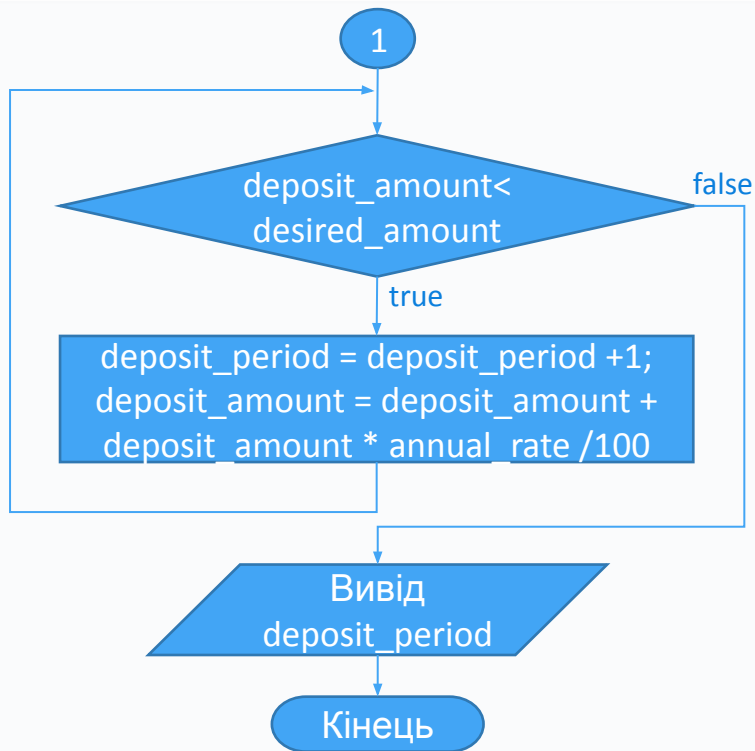 1
deposit_amount<
desired_amount
false
true
deposit_period = deposit_period +1;
deposit_amount = deposit_amount +
deposit_amount * annual_rate /100
Вивід
deposit_period
Кінець